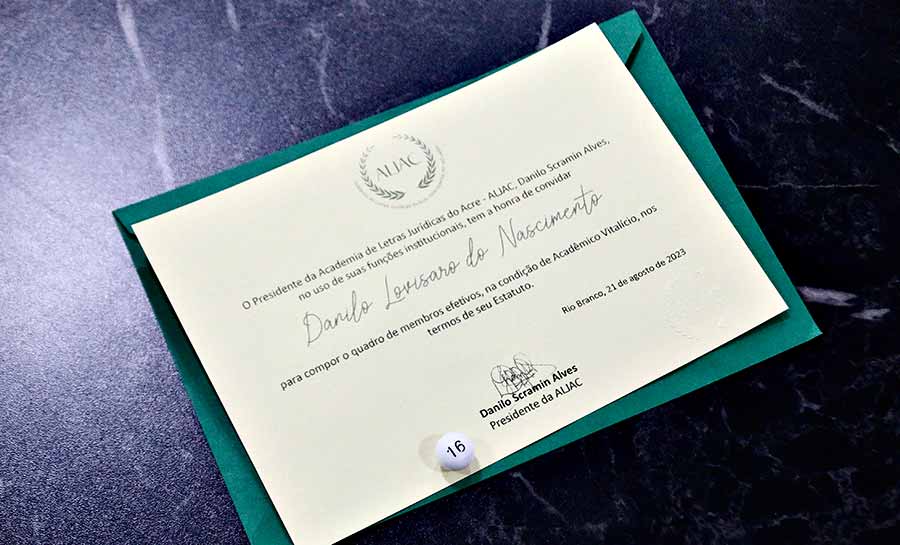 ALJAC
O Presidente da Academia de Letras Jurídicas do Acre - ALJAC, Danilo Scramin Alves,
no uso de suas funções institucionais, tem a honra de convidar
Danilo Lovisaro do Nascimento
para compor o quadro de membros efetivos, na condição de Acadêmico Vitalício, nos
termos de seu Estatuto.
Rio Branco, 21 de agosto de 2023
Danilo Scramin Alves
Presidente da ALJAC
16